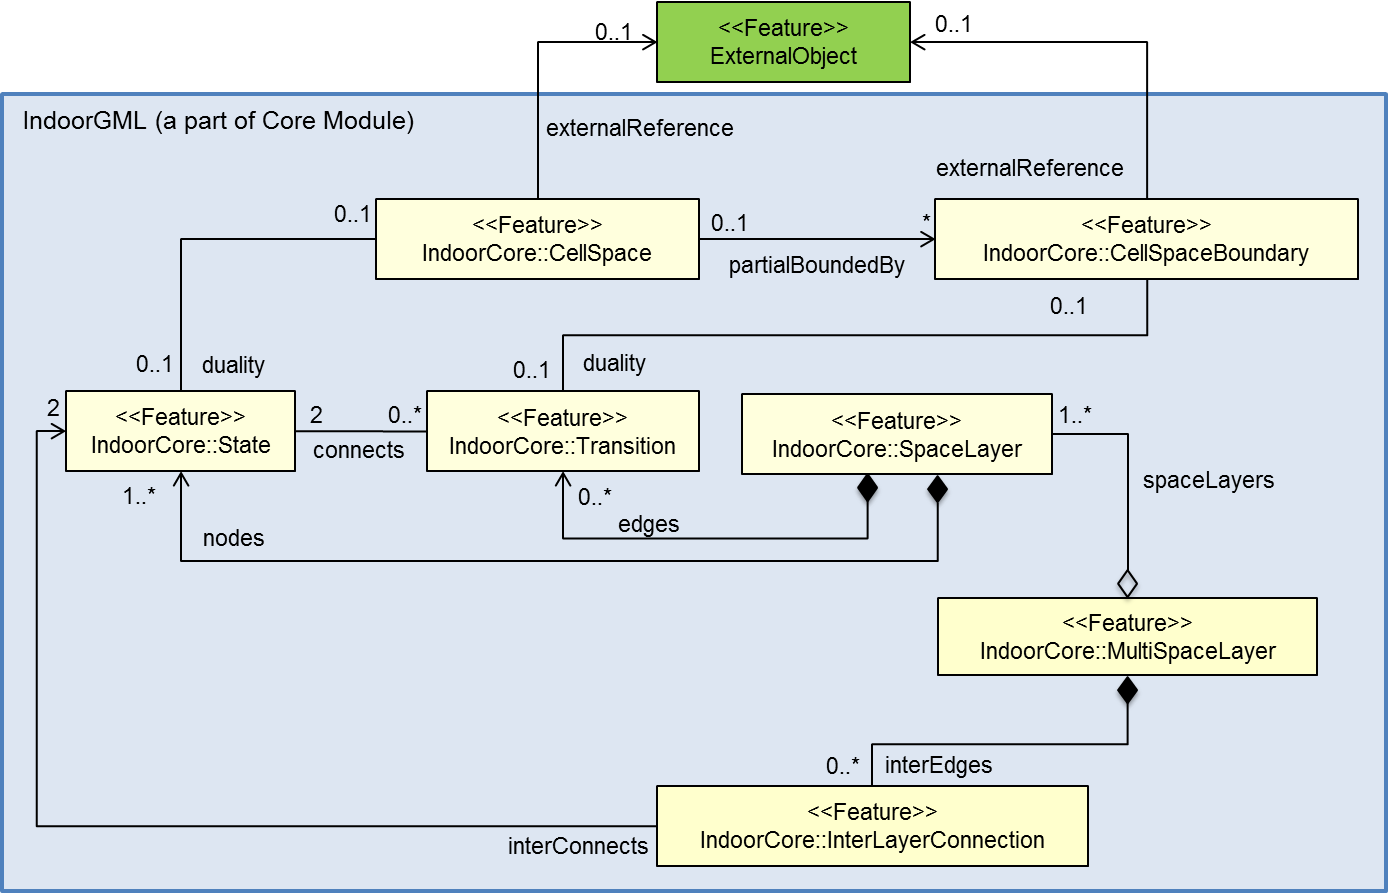 0..1
<<Feature>>
ExternalObject
0..1
IndoorGML (a part of Core Module)
externalReference
externalReference
0..1
<<Feature>>
IndoorCore::CellSpace
0..1
*
partialBoundedBy
<<Feature>>
IndoorCore::CellSpaceBoundary
0..1
0..1
duality
0..1
duality
2
<<Feature>>
IndoorCore::State
2
0..*
connects
<<Feature>>
IndoorCore::Transition
<<Feature>>
IndoorCore::SpaceLayer
1..*
1..*
0..*
edges
nodes
spaceLayers
<<Feature>>
IndoorCore::MultiSpaceLayer
0..*
interEdges
<<Feature>>
IndoorCore::InterLayerConnection
interConnects